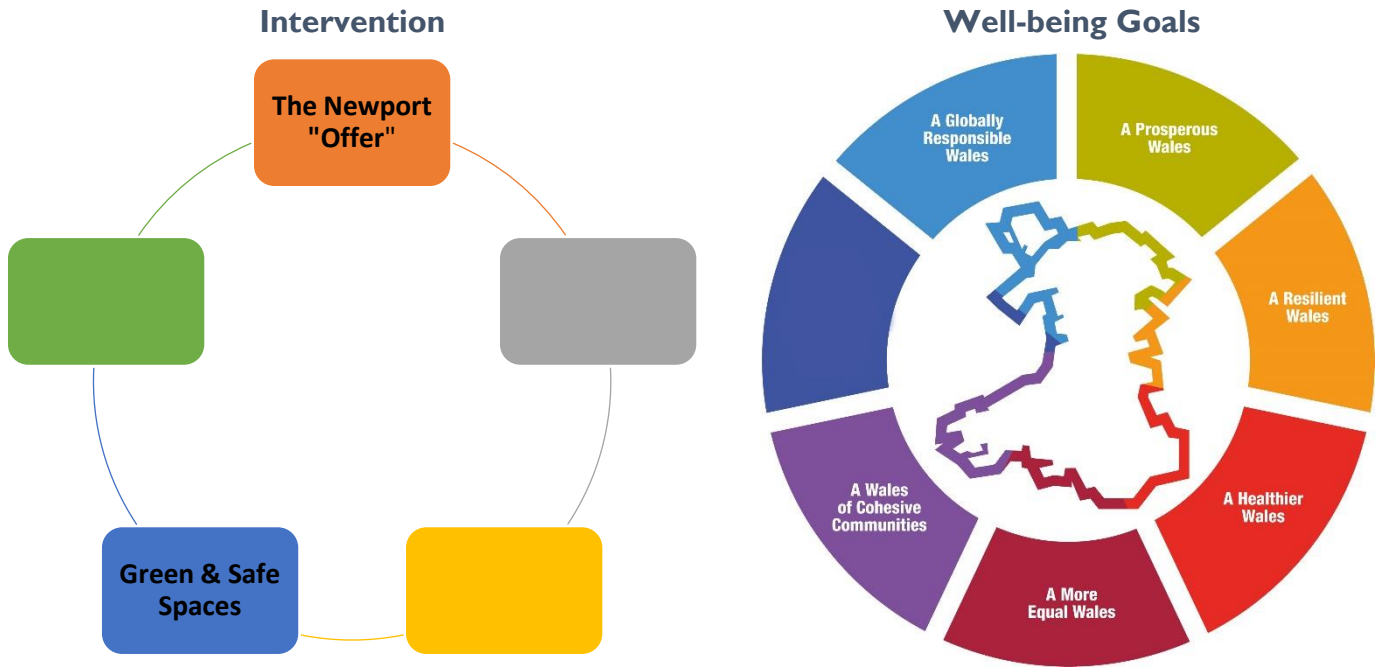 Intervention
The Newport
"Offer"
Green & Safe
Spaces
Well-being Goals
A Globally
Responsible
Wales
A Prosperous
Wales
A Resilient
Wales
A Healthier
Wales
A More
Equal Wales
A Wales
of Cohesive
Communities